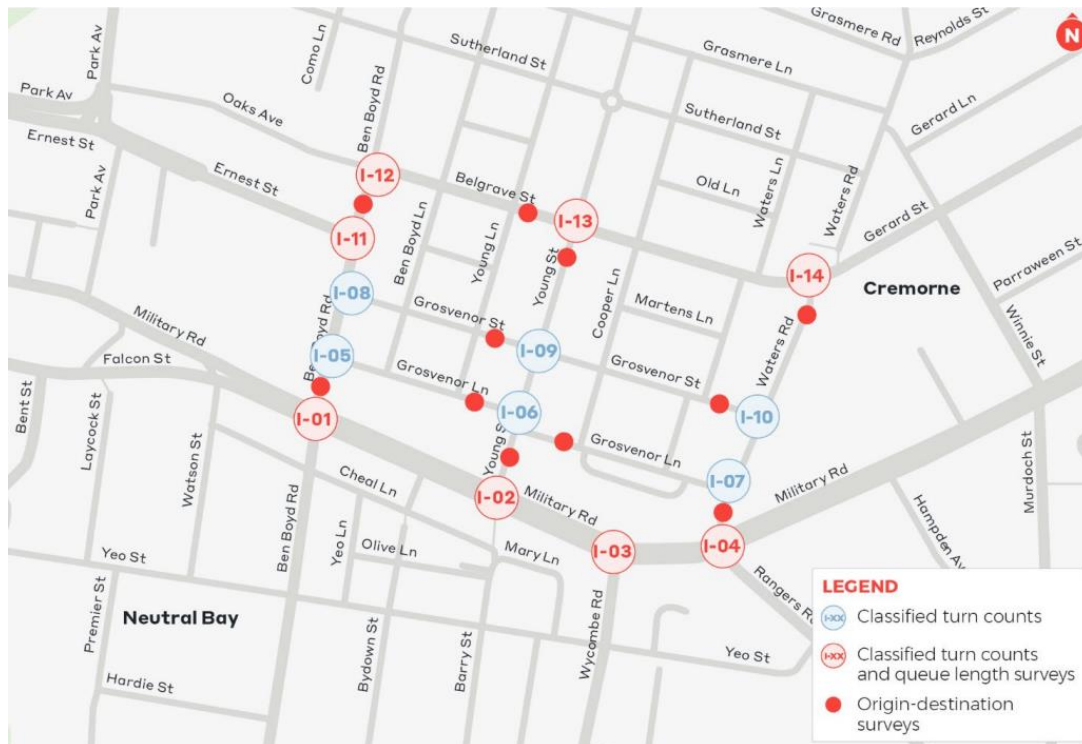 Grasmere Rd
Reynolds St
N
Park Av
Como Ln
Ben Boyd Rd
Sutherland St
Grasmere Ln
Park Av
Oaks Ave
Gerard Ln
Ernest St
Sutherland St
Ernest St
I-12
Belgrave St
Old Ln
Waters Ln
Waters Rd
Park Av
Gerard St
I-11
Ben Boyd Ln
Young Ln
I-13
Young St
I-14
Cremorne
Parraween St
I-08
Cooper Ln
Martens Ln
Military Rd
Grosvenor St
Waters Rd
Winnie St
Falcon St
I-05
I-09
Grosvenor St
Bent St
Laycock St
Grosvenor Ln
I-06
I-10
I-01
Watson St
Grosvenor Ln
I-07
Military Rd
Murdoch St
Cheal Ln
I-02
Military Rd
Hampden Av
Ben Boyd Rd
Yeo Ln
Olive Ln
Mary Ln
I-03
I-04
Yeo St
Rangers Rd
LEGEND
I-XX
Classified turn counts
I-XX
Classified turn counts
and queue length surveys
Origin-destination
surveys
Premier St
Neutral Bay
Bydown St
Barry St
Wycombe Rd
Yeo St
Hardie St